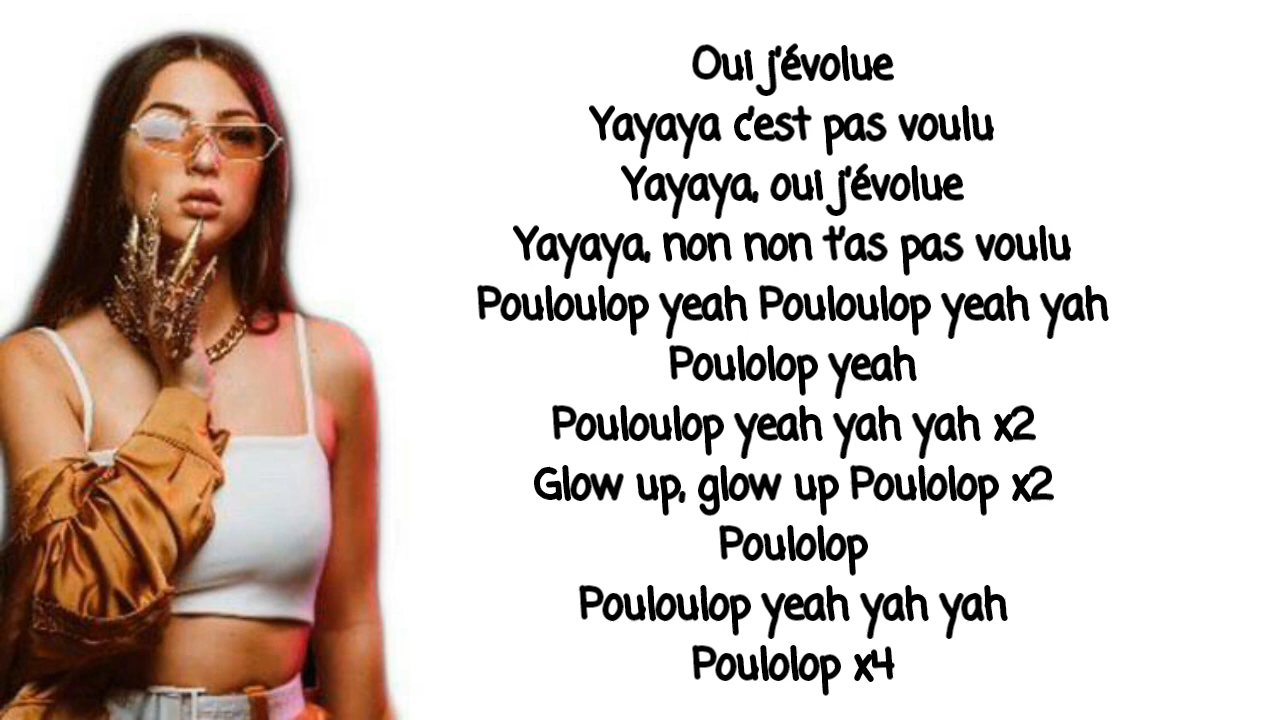 Oui j'évolue
Yayaya c'est pas voulu
Yayaya, oui j'évolue
Yayaya, non non t'as pas voulu
Pouloulop yeah Pouloulop yeah yah
Poulolop yeah
Pouloulop yeah yah yah x2
Glow up, glow up Poulolop x2
Poulolop
Pouloulop yeah yah yah
Poulolop x4